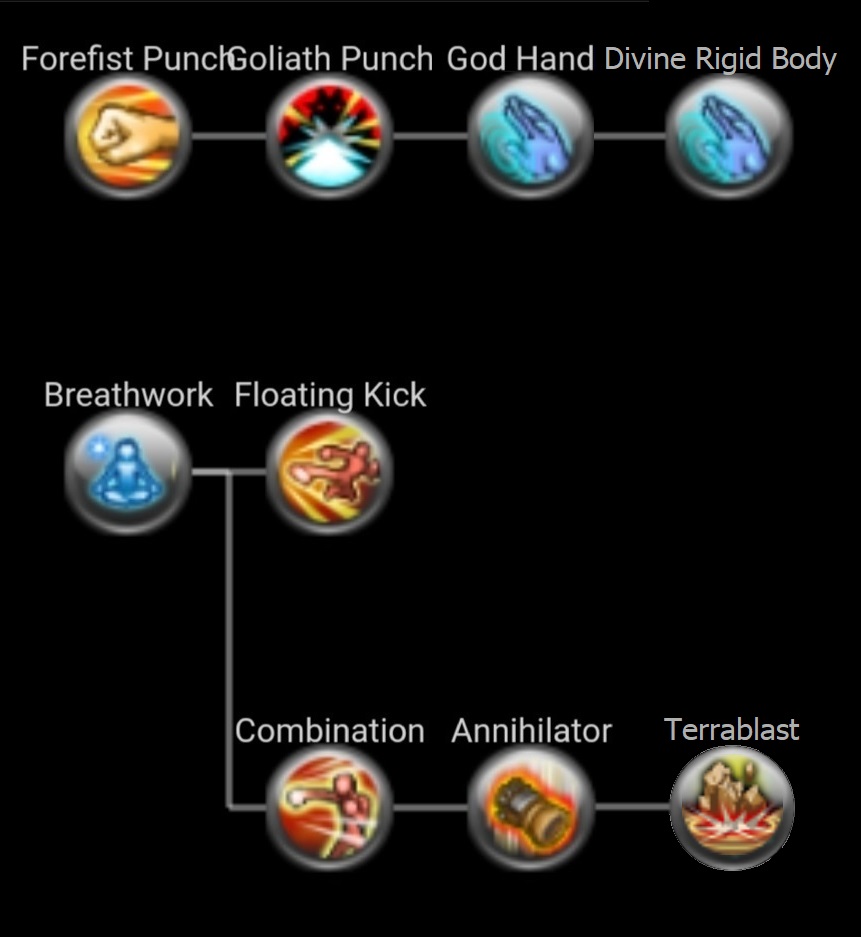 Forefist Punch Goliath Punch God Hand Divine Rigid Body
Breathwork Floating Kick
Combination Annihilator Terrablast